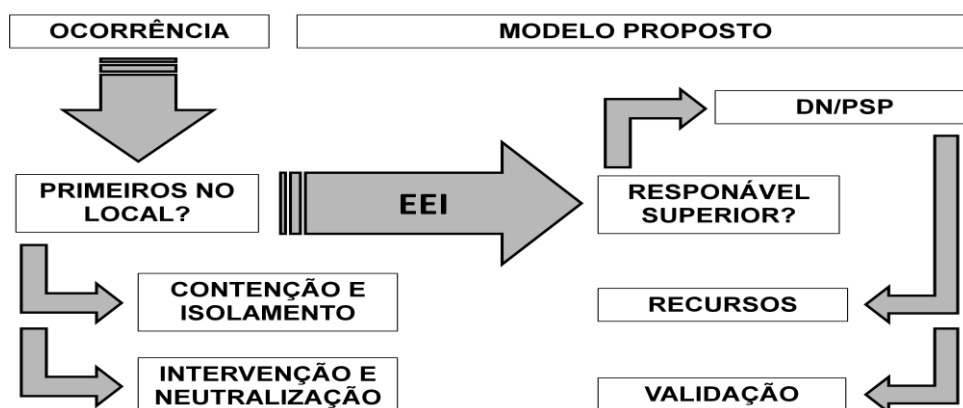 OCORRÊNCIA
MODELO PROPOSTO
DN/PSP
PRIMEIROS NO
LOCAL?
EEI
RESPONÁVEL
SUPERIOR?
CONTENÇÃO E
ISOLAMENTO
RECURSOS
INTERVENÇÃO E
NEUTRALIZAÇÃO
VALIDAÇÃO